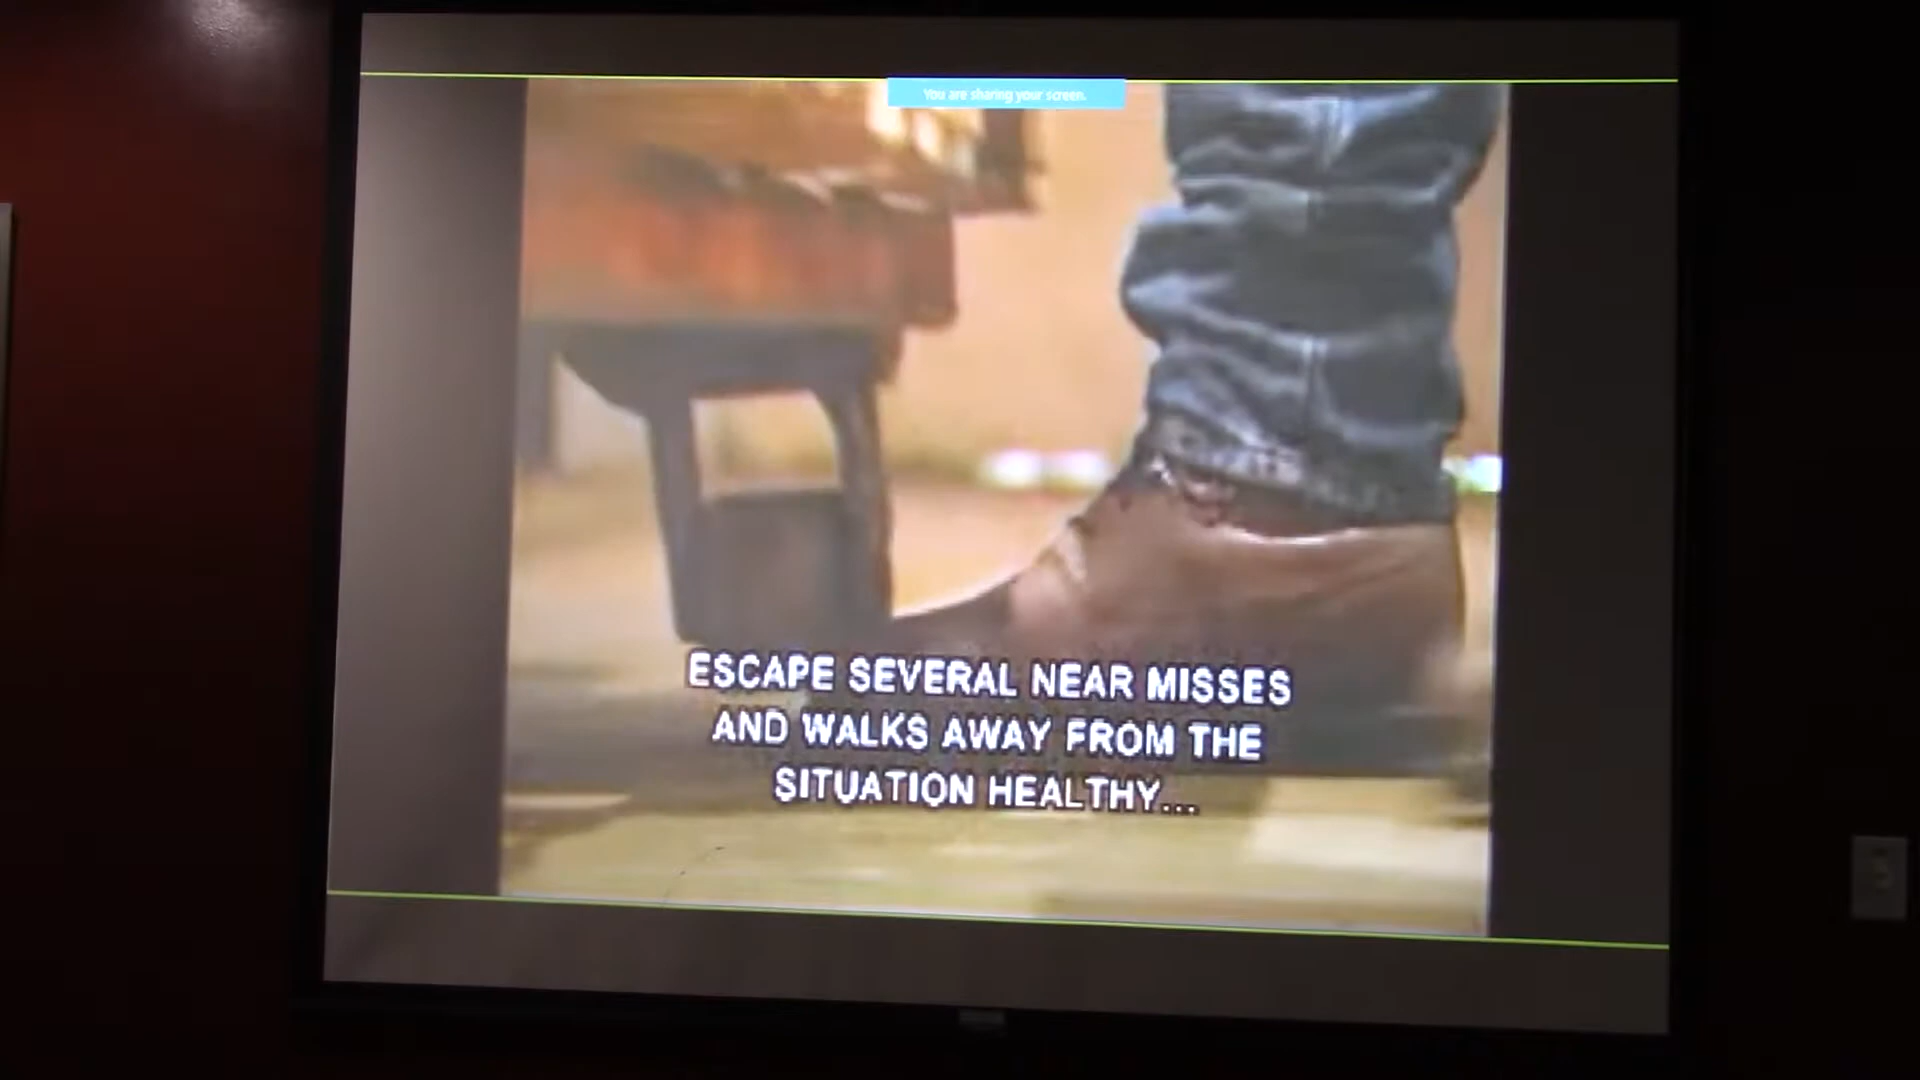 You are sharing your screen.
ESCAPE SEVERAL NEAR MISSES
AND WALKS AWAY FROM THE
SITUATION HEALTHY...